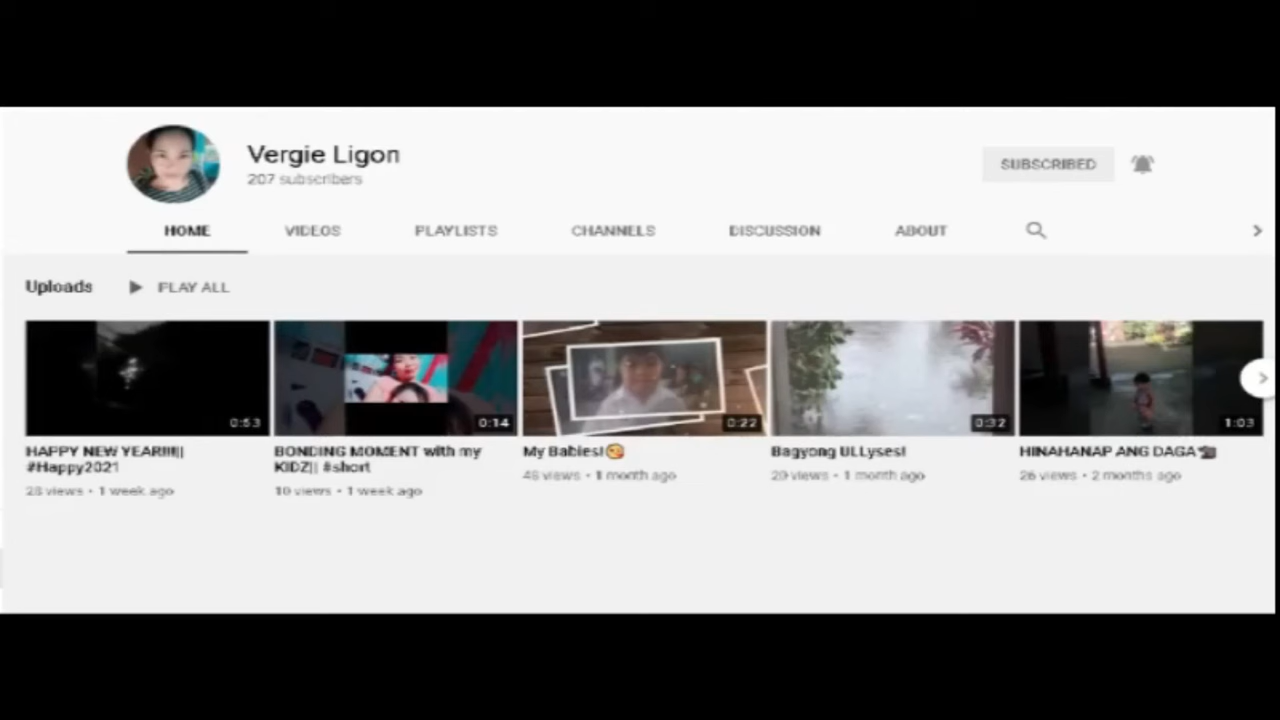 Vergie Ligon
207 subscribers
SUBSCRIBED
HOME VIDEOS PLAYLISTS CHANNELS DISCUSSION ABOUT
Uploads PLAY ALL
0:53 0:14 0:22 0:32 1:03
HAPPY NEW YEAR!!!||
#Happy2021
28 views • 1 week ago
BONDING MOMENT with my
KIDZ|| #short
10 views • 1 week ago
My Babies!😘
48 views • 1 month ago
Bagyong ULLyses!
20 views • 1 month ago
HINAHANAP ANG DAGA🐀
26 views • 2 months ago